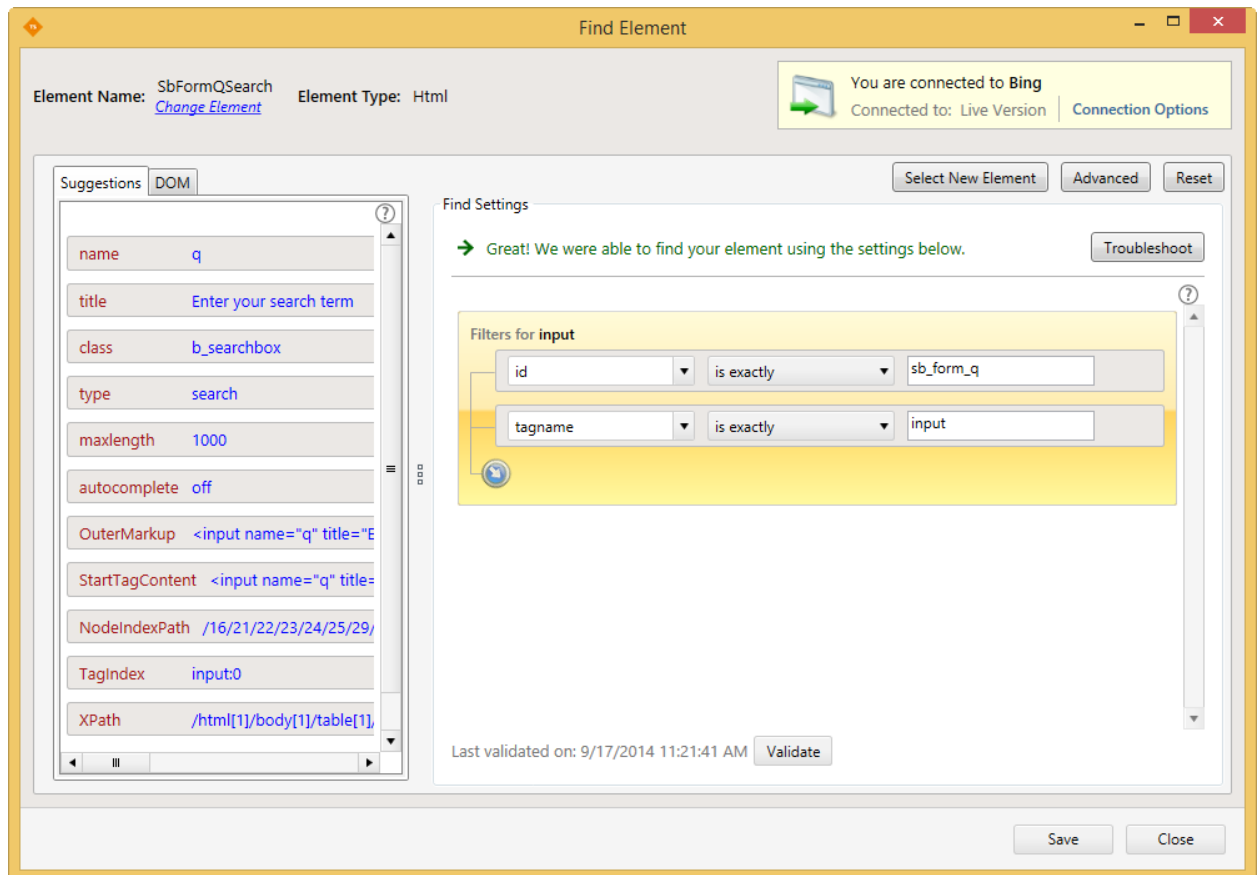 TS
Find Element
Element Name: SbFormQSearch
Change Element
Element Type: Html
You are connected to Bing
Connected to: Live Version
Connection Options
Suggestions
DOM
?
name q
title Enter your search term
class b_searchbox
type search
maxlength 1000
autocomplete off
OuterMarkup <input name="q" title="E
StartTagContent <input name="q" title=
NodeIndexPath /16/21/22/23/24/25/29/
TagIndex input:0
XPath /html[1]/body[1]/table[1]/
Select New Element
Advanced
Reset
Find Settings
Great! We were able to find your element using the settings below.
Troubleshoot
?
Filters for input
id is exactly sb_form_q
tagname is exactly input
Last validated on: 9/17/2014 11:21:41 AM
Validate
Save
Close